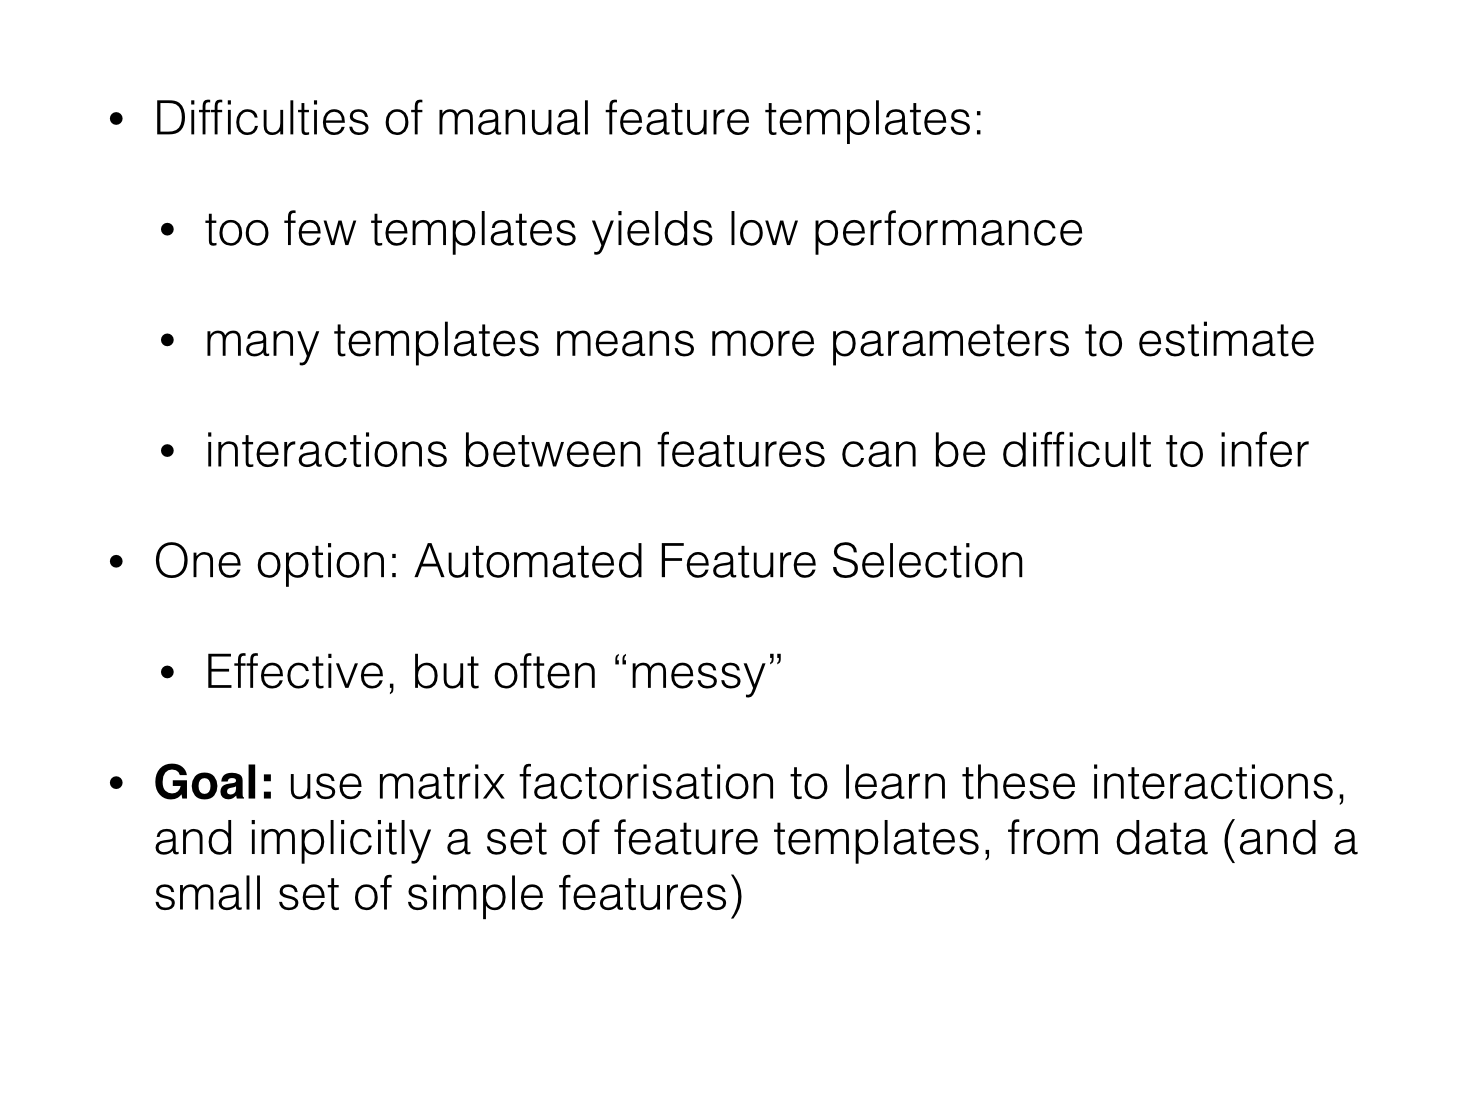 • Difficulties of manual feature templates:
• too few templates yields low performance
• many templates means more parameters to estimate
• interactions between features can be difficult to infer
• One option: Automated Feature Selection
• Effective, but often “messy”
• Goal: use matrix factorisation to learn these interactions,
and implicitly a set of feature templates, from data (and a
small set of simple features)